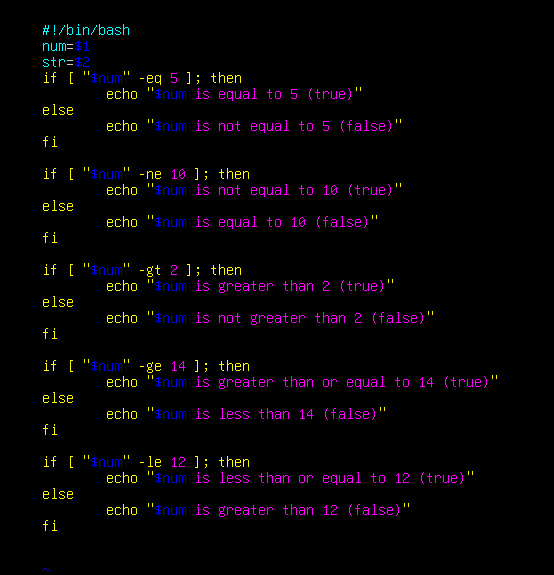 #!/bin/bash
num=$1
str=$2
if [ "$num" -eq 5 ]; then
        echo "$num is equal to 5 (true)"
else
        echo "$num is not equal to 5 (false)"
fi

if [ "$num" -ne 10 ]; then
        echo "$num is not equal to 10 (true)"
else
        echo "$num is equal to 10 (false)"
fi

if [ "$num" -gt 2 ]; then
        echo "$num is greater than 2 (true)"
else
        echo "$num is not greater than 2 (false)"
fi

if [ "$num" -ge 14 ]; then
        echo "$num is greater than or equal to 14 (true)"
else
        echo "$num is less than 14 (false)"
fi

if [ "$num" -le 12 ]; then
        echo "$num is less than or equal to 12 (true)"
else
        echo "$num is greater than 12 (false)"
fi

~